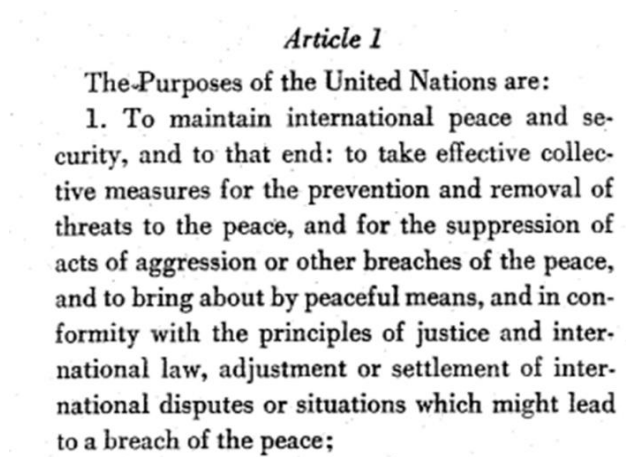 Article 1
The Purposes of the United Nations are:
1. To maintain international peace and se-
curity, and to that end: to take effective collec-
tive measures for the prevention and removal of
threats to the peace, and for the suppression of
acts of aggression or other breaches of the peace,
and to bring about by peaceful means, and in con-
formity with the principles of justice and inter-
national law, adjustment or settlement of inter-
national disputes or situations which might lead
to a breach of the peace;